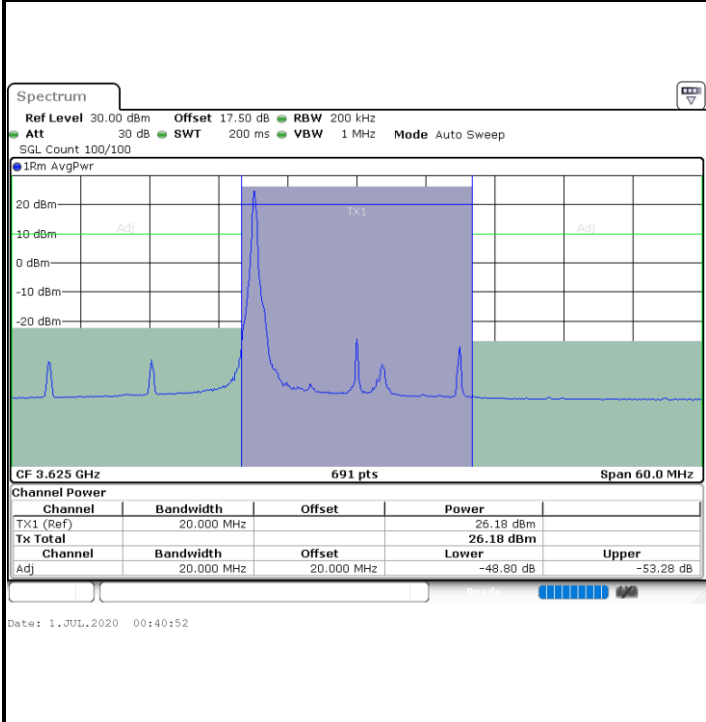 Spectrum
Ref Level 30.00 dBm Offset 17.50 dB RBW 200 kHz
Att 30 dB SWT 200 ms VBW 1 MHz Mode Auto Sweep
SGL Count 100/100
1Rm AvgPwr
20 dBm
TX1
Adj
Adj
10 dBm
0 dBm
-10 dBm
-20 dBm
CF 3.625 GHz 691 pts Span 60.0 MHz
Channel Power
Channel Bandwidth Offset Power
TX1 (Ref) 20.000 MHz 26.18 dBm
Tx Total 26.18 dBm
Channel Bandwidth Offset Lower Upper
Adj 20.000 MHz 20.000 MHz -48.80 dB -53.28 dB
Ready
Date: 1.JUL.2020 00:40:52